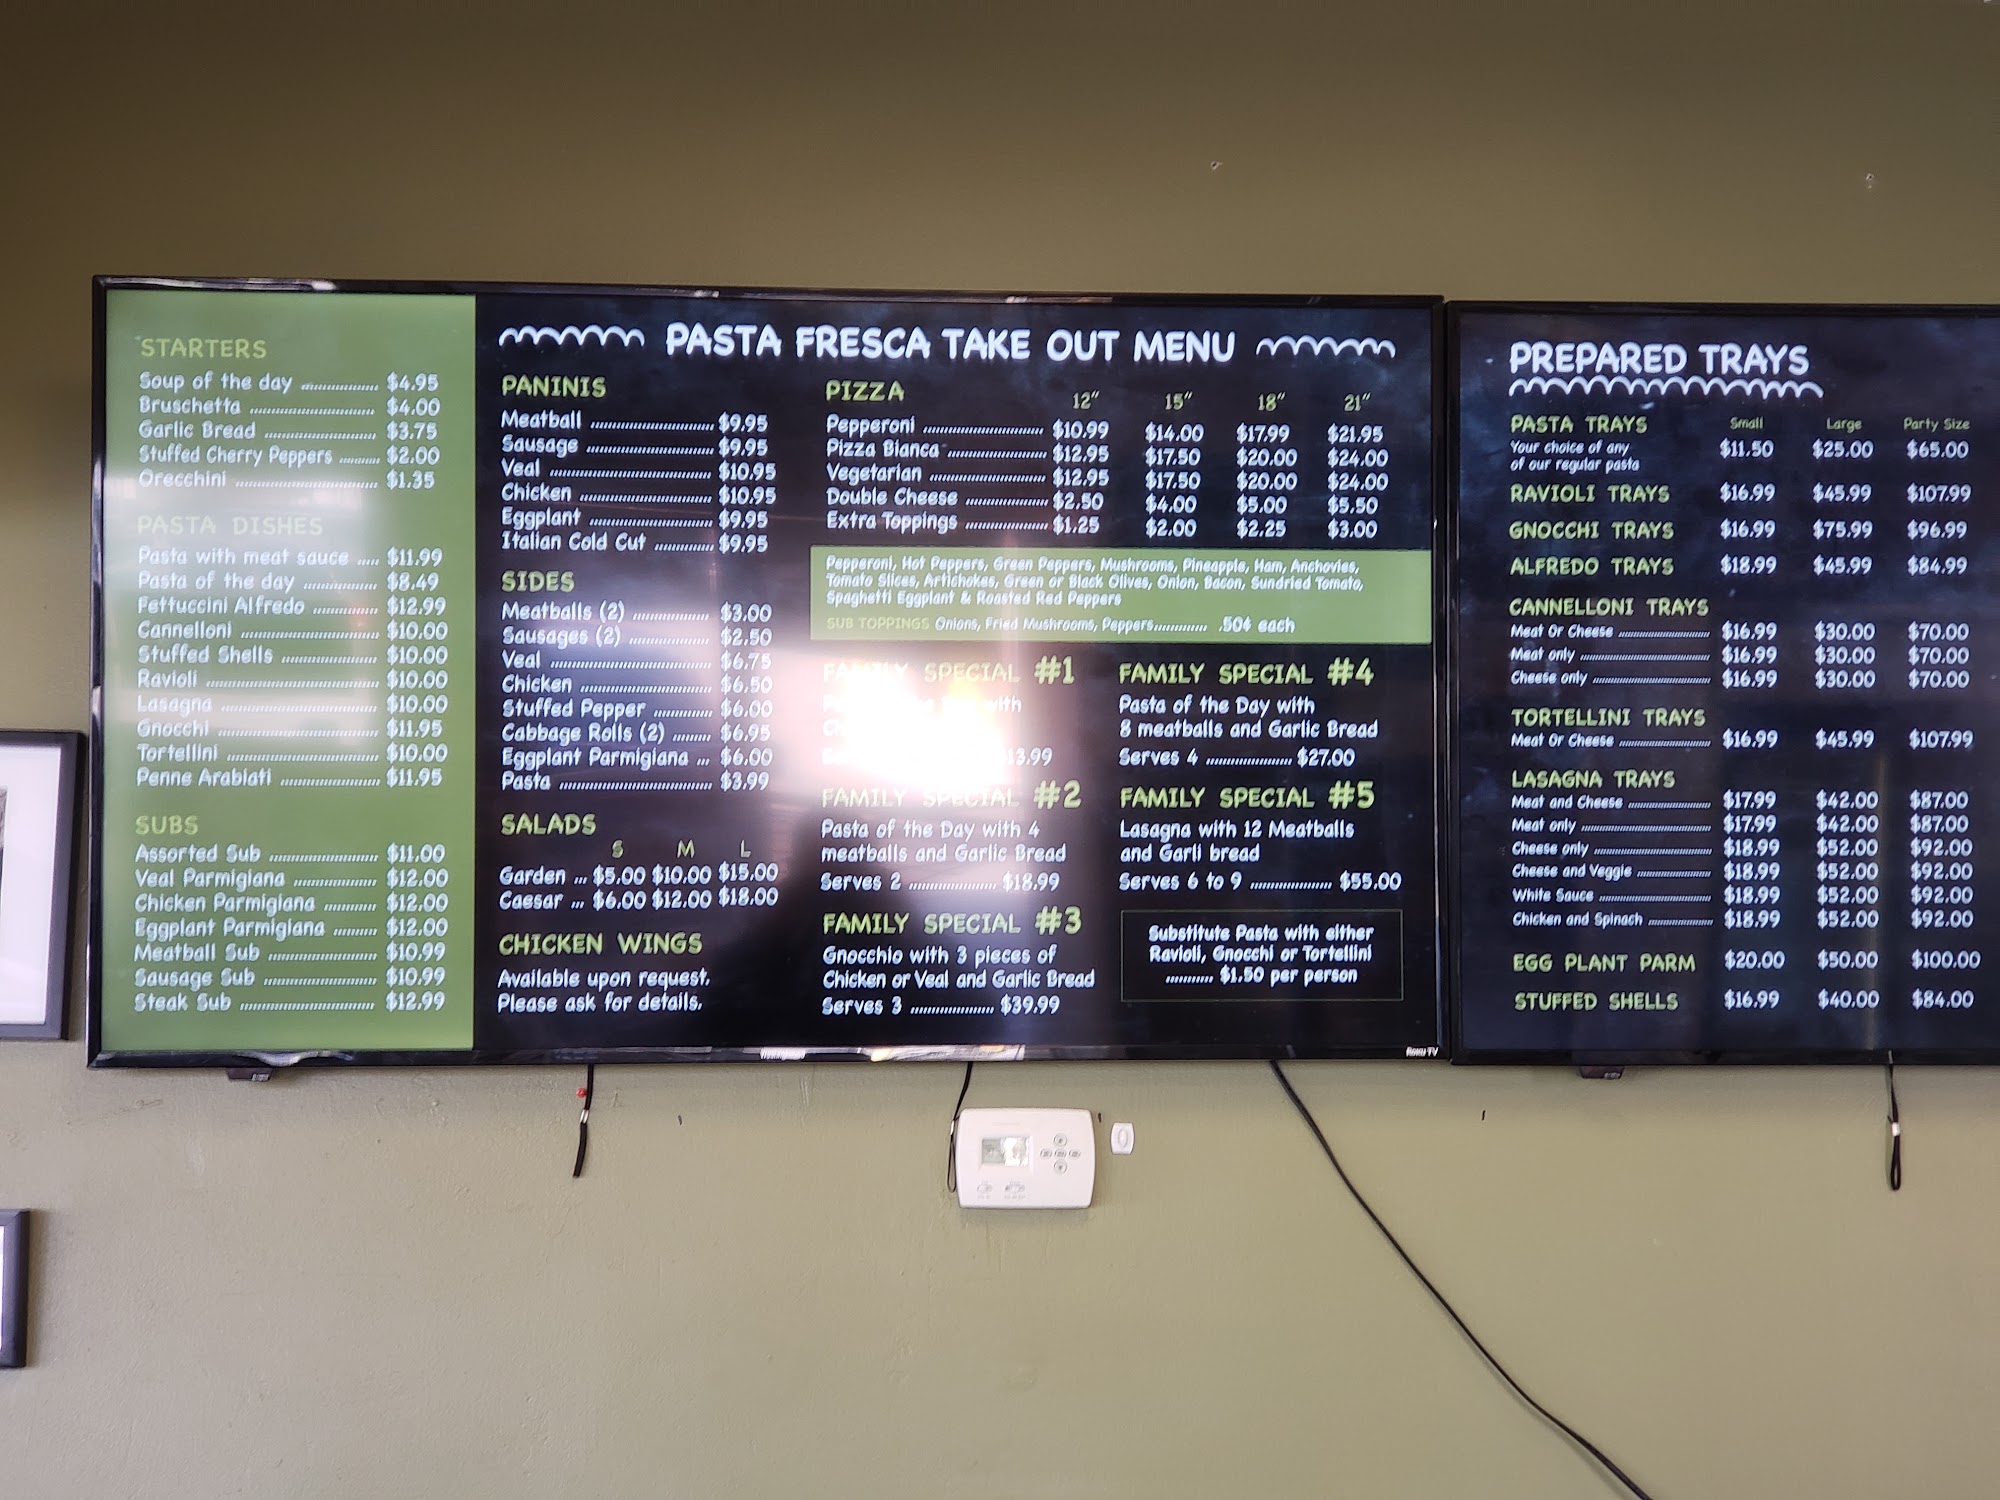 PASTA FRESCA TAKE OUT MENU
STARTERS
Soup of the day ................ $4.95
Bruschetta ................ $4.00
Garlic Bread ................ $3.75
Stuffed Cherry Peppers ......... $2.00
Orecchini ................ $1.35
PASTA DISHES
Pasta with meat sauce ..... $11.99
Pasta of the day ................ $8.49
Fettuccini Alfredo ............. $12.99
Cannelloni ................ $10.00
Stuffed Shells ................ $10.00
Ravioli ................ $10.00
Lasagna ................ $10.00
Gnocchi ................ $11.95
Tortellini ................ $10.00
Penne Arabiati ................ $11.95
SUBS
Assorted Sub ................ $11.00
Veal Parmigiana ................ $12.00
Chicken Parmigiana ........... $12.00
Eggplant Parmigiana ......... $12.00
Meatball Sub ................ $10.99
Sausage Sub ................ $10.99
Steak Sub ................ $12.99
PANINIS
Meatball ................ $9.95
Sausage ................ $9.95
Veal ................ $10.95
Chicken ................ $10.95
Eggplant ................ $9.95
Italian Cold Cut ............. $9.95
SIDES
Meatballs (2) ................ $3.00
Sausages (2) ................ $2.50
Veal ................ $6.75
Chicken ................ $6.50
Stuffed Pepper ............. $6.00
Cabbage Rolls (2) ......... $6.95
Eggplant Parmigiana ... $6.00
Pasta ................ $3.99
SALADS
S M L
Garden ... $5.00 $10.00 $15.00
Caesar ... $6.00 $12.00 $18.00
CHICKEN WINGS
Available upon request.
Please ask for details.
PIZZA 12" 15" 18" 21"
Pepperoni ................ $10.99 $14.00 $17.99 $21.95
Pizza Bianca ................ $12.95 $17.50 $20.00 $24.00
Vegetarian ................ $12.95 $17.50 $20.00 $24.00
Double Cheese ................ $2.50 $4.00 $5.00 $5.50
Extra Toppings ................ $1.25 $2.00 $2.25 $3.00
Pepperoni, Hot Peppers, Green Peppers, Mushrooms, Pineapple, Ham, Anchovies,
Tomato Slices, Artichokes, Green or Black Olives, Onion, Bacon, Sundried Tomato,
Spaghetti Eggplant & Roasted Red Peppers
SUB TOPPINGS Onions, Fried Mushrooms, Peppers............. .50¢ each
FAMILY SPECIAL #1
with
13.99
FAMILY SPECIAL #2
Pasta of the Day with 4
meatballs and Garlic Bread
Serves 2 ................ $18.99
FAMILY SPECIAL #3
Gnocchio with 3 pieces of
Chicken or Veal and Garlic Bread
Serves 3 ................ $39.99
FAMILY SPECIAL #4
Pasta of the Day with
8 meatballs and Garlic Bread
Serves 4 ................ $27.00
FAMILY SPECIAL #5
Lasagna with 12 Meatballs
and Garli bread
Serves 6 to 9 ................ $55.00
Substitute Pasta with either
Ravioli, Gnocchi or Tortellini
........... $1.50 per person
Roku TV
PREPARED TRAYS
PASTA TRAYS Small Large Party Size
Your choice of any $11.50 $25.00 $65.00
of our regular pasta
RAVIOLI TRAYS $16.99 $45.99 $107.99
GNOCCHI TRAYS $16.99 $75.99 $96.99
ALFREDO TRAYS $18.99 $45.99 $84.99
CANNELLONI TRAYS
Meat Or Cheese ................ $16.99 $30.00 $70.00
Meat only ................ $16.99 $30.00 $70.00
Cheese only ................ $16.99 $30.00 $70.00
TORTELLINI TRAYS
Meat Or Cheese ................ $16.99 $45.99 $107.99
LASAGNA TRAYS
Meat and Cheese ................ $17.99 $42.00 $87.00
Meat only ................ $17.99 $42.00 $87.00
Cheese only ................ $18.99 $52.00 $92.00
Cheese and Veggie ................ $18.99 $52.00 $92.00
White Sauce ................ $18.99 $52.00 $92.00
Chicken and Spinach ................ $18.99 $52.00 $92.00
EGG PLANT PARM $20.00 $50.00 $100.00
STUFFED SHELLS $16.99 $40.00 $84.00